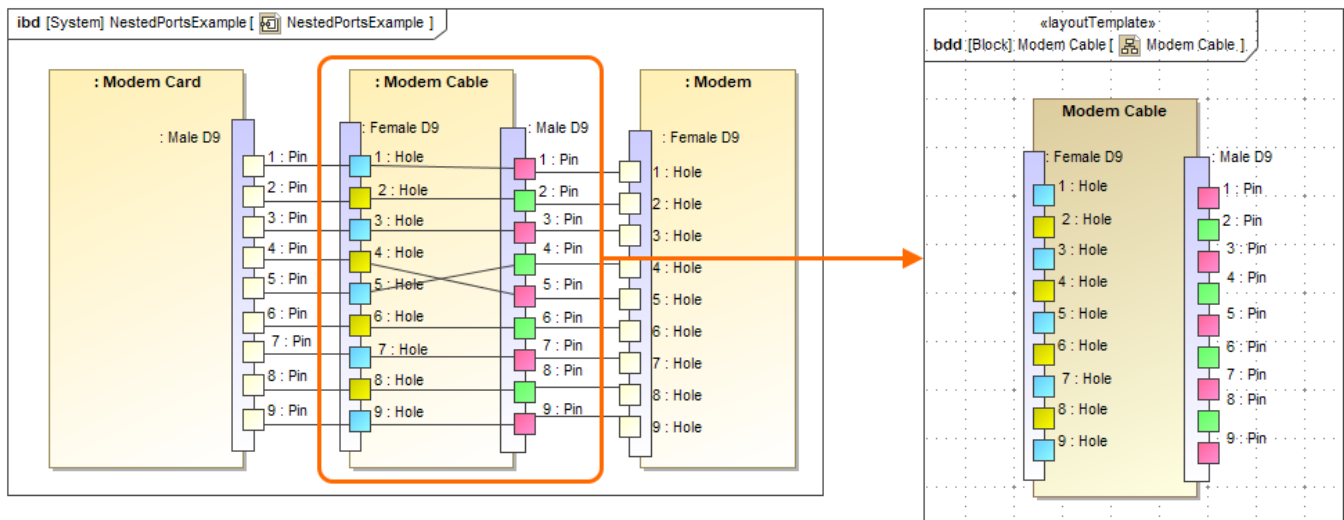 ibd [System] NestedPortsExample [ NestedPortsExample ]
: Modem Card
: Male D9
1 : Pin
2 : Pin
3 : Pin
4 : Pin
5 : Pin
6 : Pin
7 : Pin
8 : Pin
9 : Pin
: Modem Cable
: Female D9
1 : Hole
2 : Hole
3 : Hole
4 : Hole
5 : Hole
6 : Hole
7 : Hole
8 : Hole
9 : Hole
: Male D9
1 : Pin
2 : Pin
3 : Pin
4 : Pin
5 : Pin
6 : Pin
7 : Pin
8 : Pin
9 : Pin
: Modem
: Female D9
1 : Hole
2 : Hole
3 : Hole
4 : Hole
5 : Hole
6 : Hole
7 : Hole
8 : Hole
9 : Hole
«layoutTemplate»
bdd [Block] Modem Cable [ Modem Cable ]
Modem Cable
: Female D9
1 : Hole
2 : Hole
3 : Hole
4 : Hole
5 : Hole
6 : Hole
7 : Hole
8 : Hole
9 : Hole
: Male D9
1 : Pin
2 : Pin
3 : Pin
4 : Pin
5 : Pin
6 : Pin
7 : Pin
8 : Pin
9 : Pin